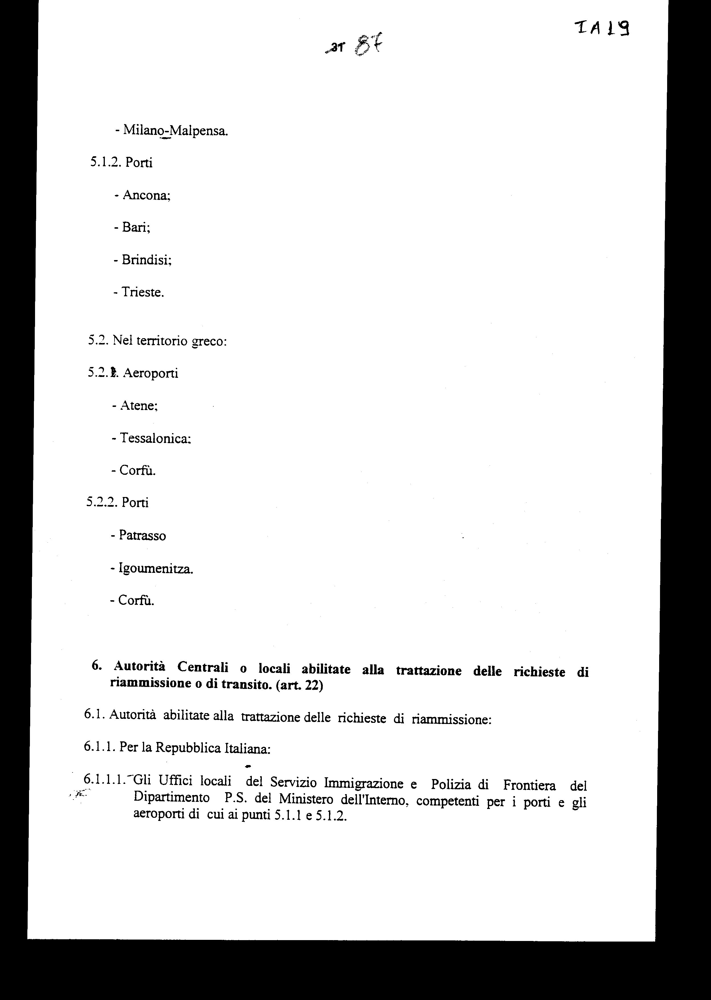 IA19
87
- Milano-Malpensa.
5.1.2. Porti
- Ancona;
- Bari;
- Brindisi;
- Trieste.
5.2. Nel territorio greco:
5.2.1. Aeroporti
- Atene;
- Tessalonica;
- Corfù.
5.2.2. Porti
- Patrasso
- Igoumenitza.
- Corfù.
6. Autorità Centrali o locali abilitate alla trattazione delle richieste di
riammissione o di transito. (art. 22)
6.1. Autorità abilitate alla trattazione delle richieste di riammissione:
6.1.1. Per la Repubblica Italiana:
6.1.1.1. Gli Uffici locali del Servizio Immigrazione e Polizia di Frontiera del
Dipartimento P.S. del Ministero dell'Interno, competenti per i porti e gli
aeroporti di cui ai punti 5.1.1 e 5.1.2.